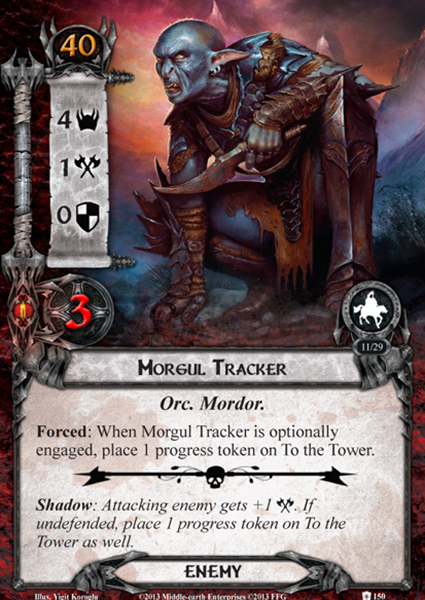 40
4
1
0
3
11/29
Morgul Tracker
Orc. Mordor.
Forced: When Morgul Tracker is optionally
engaged, place 1 progress token on To the Tower.
Shadow: Attacking enemy gets +1 . If
undefended, place 1 progress token on To the
Tower as well.
ENEMY
Illus. Yigit Koroglu ©2013 Middle-earth Enterprises ©2013 FFG 150